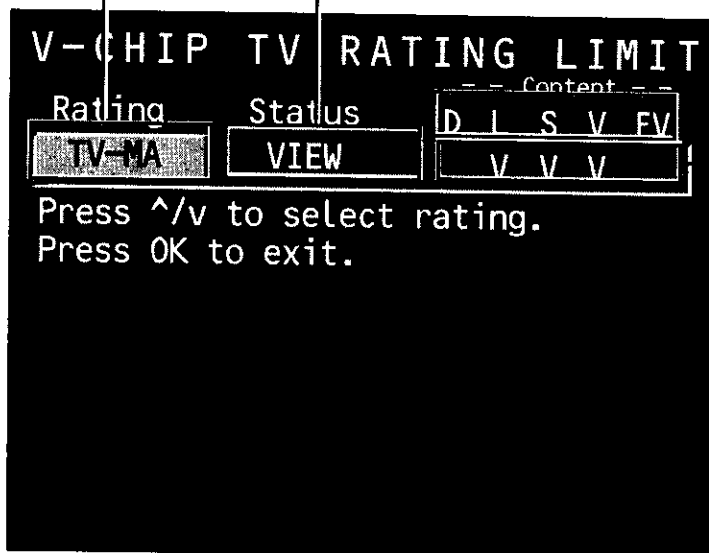 V-CHIP TV RATING LIMIT
- - Content - -
Rating Status D L S V FV
TV-MA VIEW V V V
Press ^/v to select rating.
Press OK to exit.